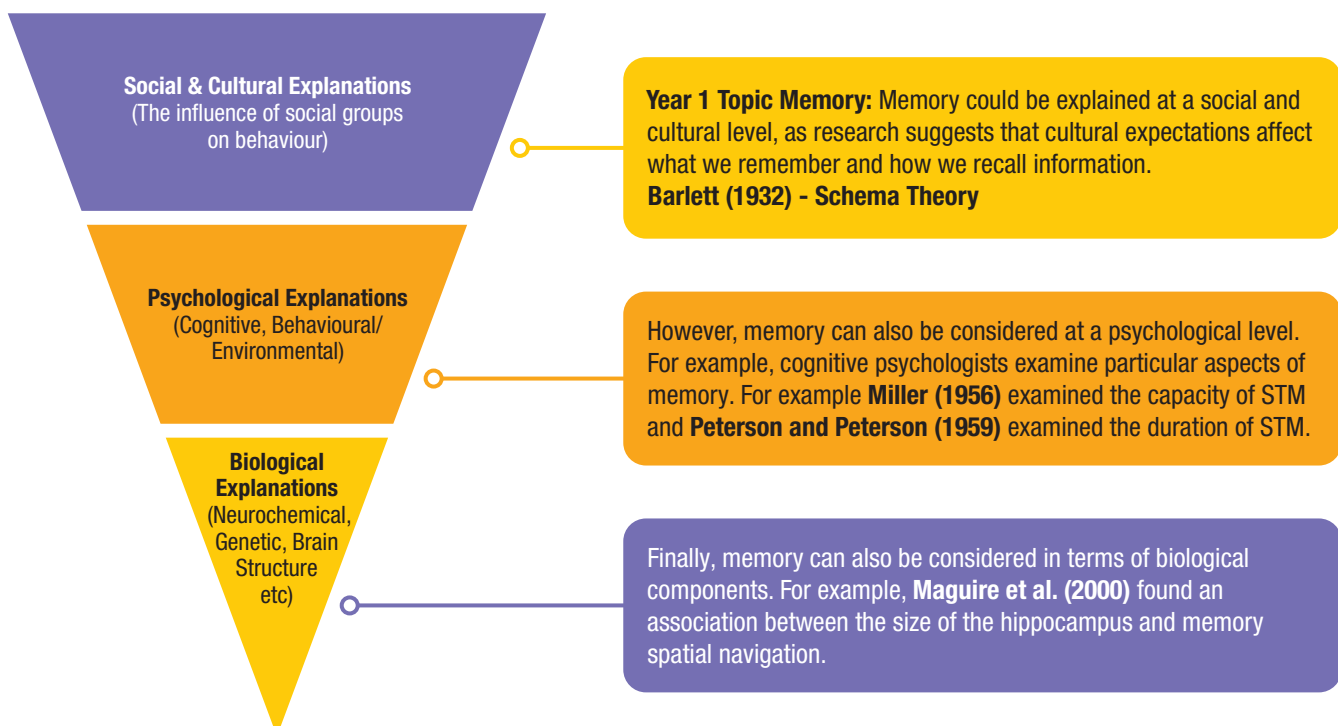 Social & Cultural Explanations
(The influence of social groups
on behaviour)
Year 1 Topic Memory: Memory could be explained at a social and
cultural level, as research suggests that cultural expectations affect
what we remember and how we recall information.
Barlett (1932) - Schema Theory
Psychological Explanations
(Cognitive, Behavioural/
Environmental)
However, memory can also be considered at a psychological level.
For example, cognitive psychologists examine particular aspects of
memory. For example Miller (1956) examined the capacity of STM
and Peterson and Peterson (1959) examined the duration of STM.
Biological
Explanations
(Neurochemical,
Genetic, Brain
Structure
etc)
Finally, memory can also be considered in terms of biological
components. For example, Maguire et al. (2000) found an
association between the size of the hippocampus and memory
spatial navigation.